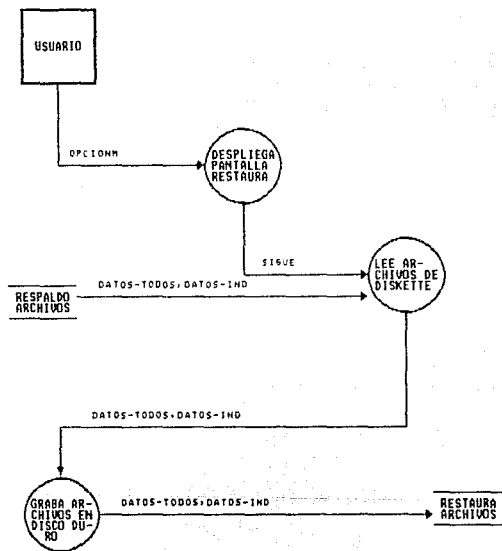 USUARIO
OPCIONM
DESPLIEGA
PANTALLA
RESTAURA
SIGUE
LEE AR-
CHIVOS DE
DISKETTE
DATOS-TODOS,DATOS-IND
RESPALDO
ARCHIVOS
DATOS-TODOS,DATOS-IND
GRABA AR-
CHIVOS EN
DISCO DU-
RO
DATOS-TODOS,DATOS-IND
RESTAURA
ARCHIVOS